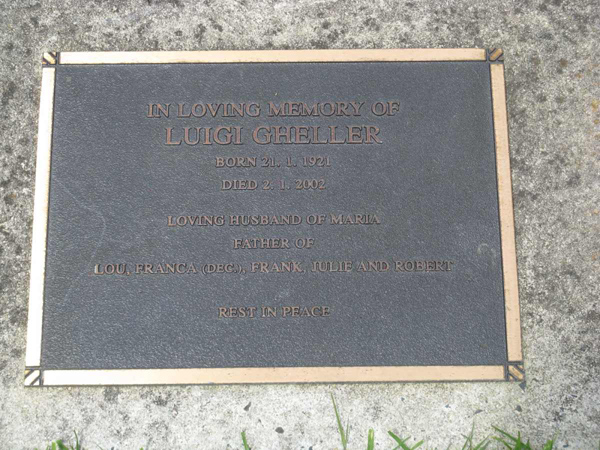 IN LOVING MEMORY OF
LUIGI GHELLER
BORN 21. 1. 1921
DIED 2. 1. 2002
LOVING HUSBAND OF MARIA
FATHER OF
LOU, FRANCA (DEC.), FRANK, JULIE AND ROBERT
REST IN PEACE